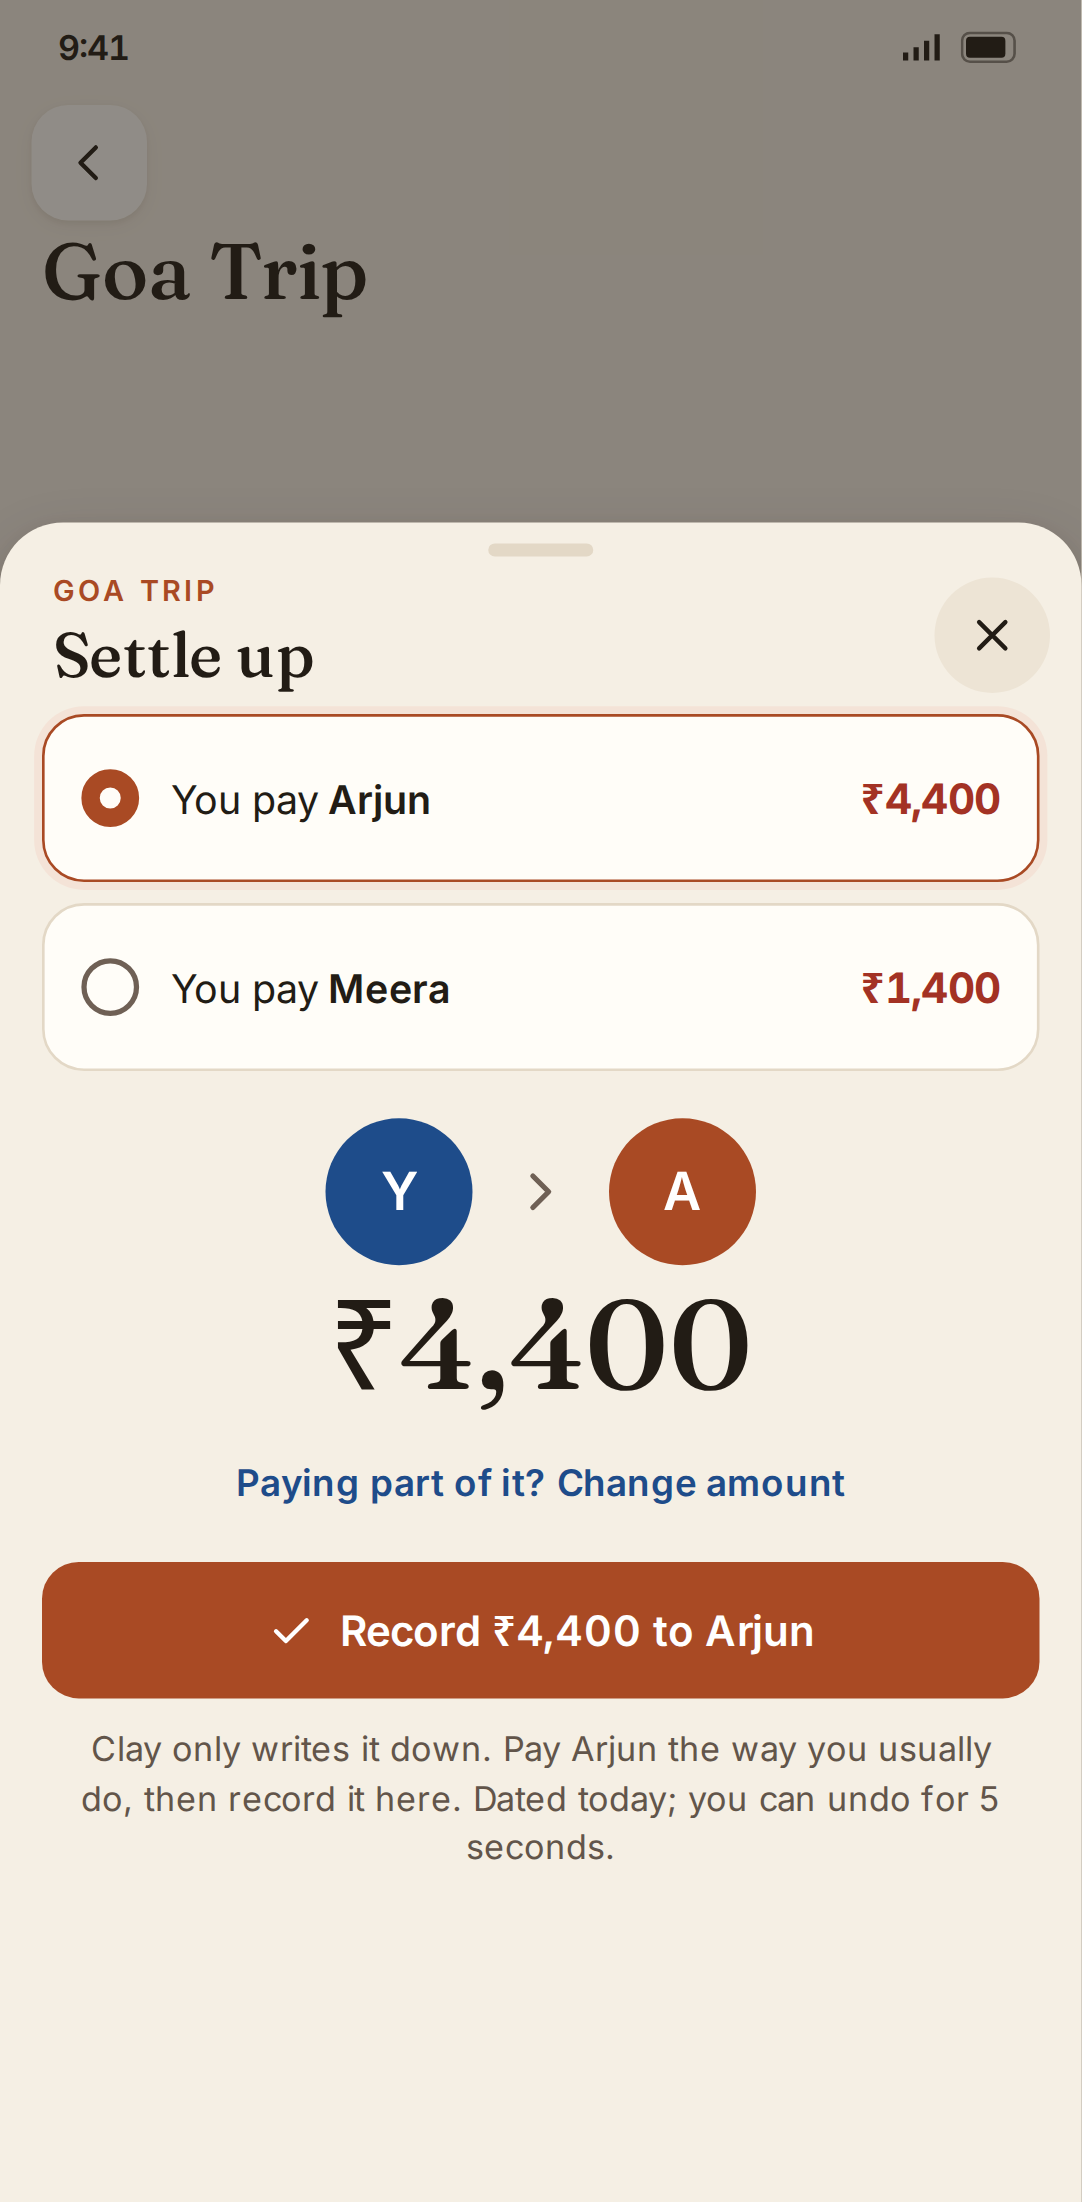 9:41
Goa Trip
GOA TRIP
Settle up
You pay Arjun ₹4,400
You pay Meera ₹1,400
Y A
₹4,400
Paying part of it? Change amount
Record ₹4,400 to Arjun
Clay only writes it down. Pay Arjun the way you usually
do, then record it here. Dated today; you can undo for 5
seconds.